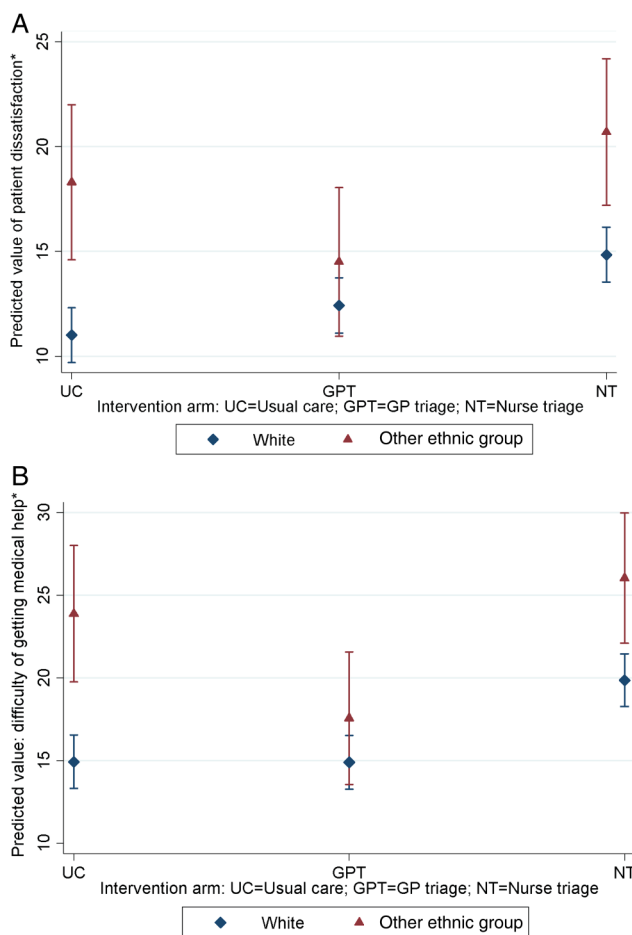 A
Predicted value of patient dissatisfaction*
25
20
15
10
UC
GPT
NT
Intervention arm: UC=Usual care; GPT=GP triage; NT=Nurse triage
White
Other ethnic group
B
Predicted value: difficulty of getting medical help*
30
25
20
15
10
UC
GPT
NT
Intervention arm: UC=Usual care; GPT=GP triage; NT=Nurse triage
White
Other ethnic group